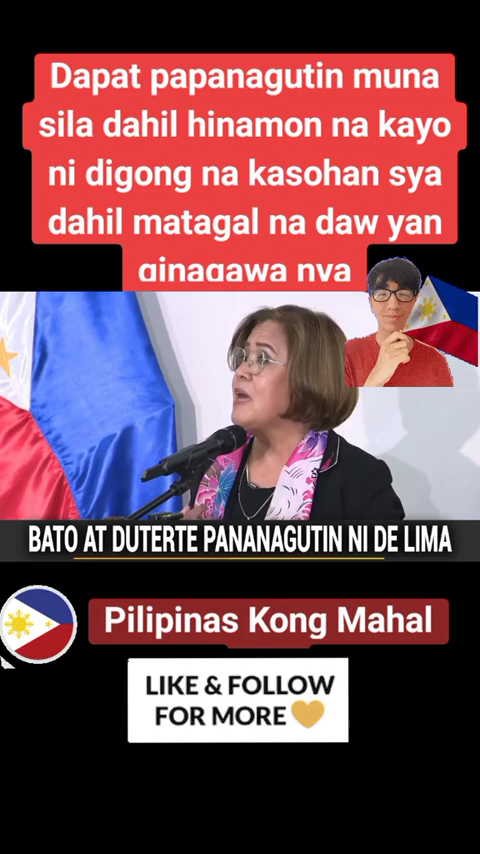 Dapat papanagutin muna
sila dahil hinamon na kayo
ni digong na kasohan sya
dahil matagal na daw yan
ginagawa nya
BATO AT DUTERTE PANANAGUTIN NI DE LIMA
Pilipinas Kong Mahal
LIKE & FOLLOW
FOR MORE